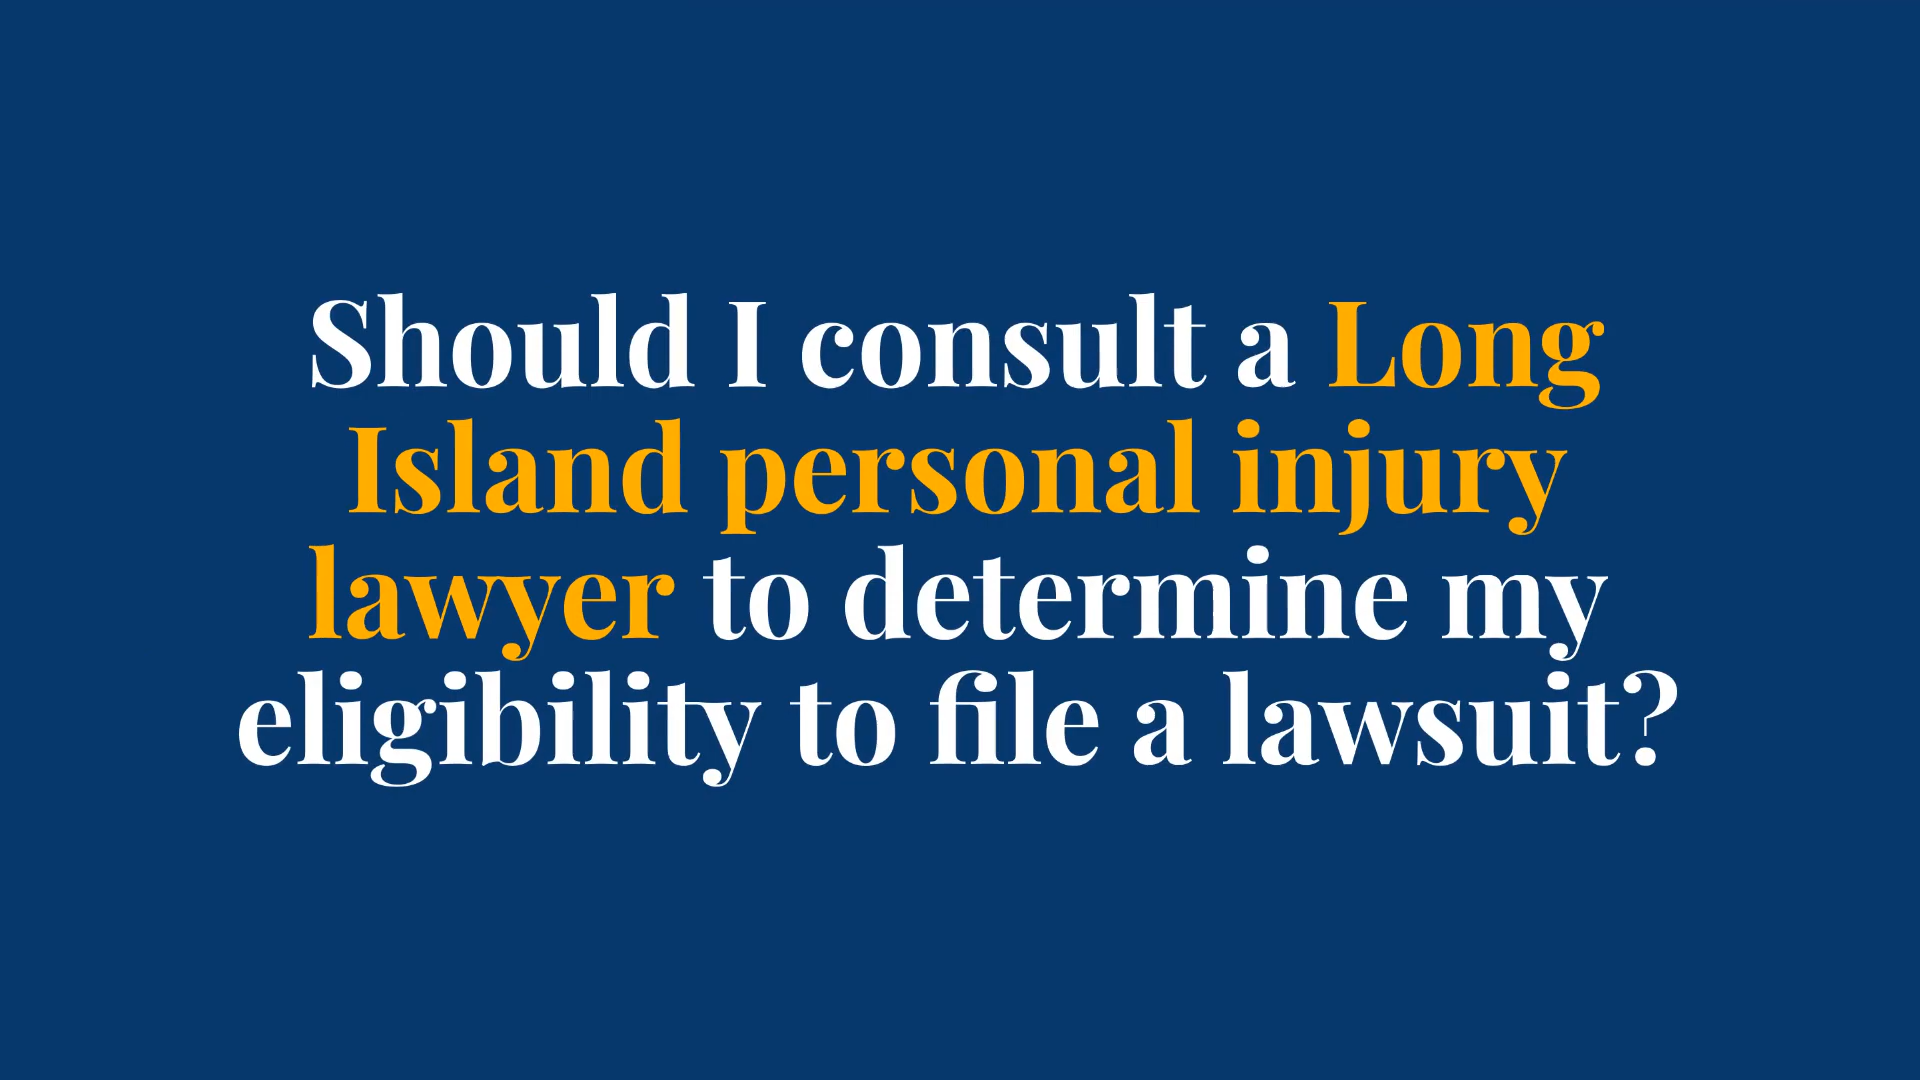 Should I consult a Long
Island personal injury
lawyer to determine my
eligibility to file a lawsuit?